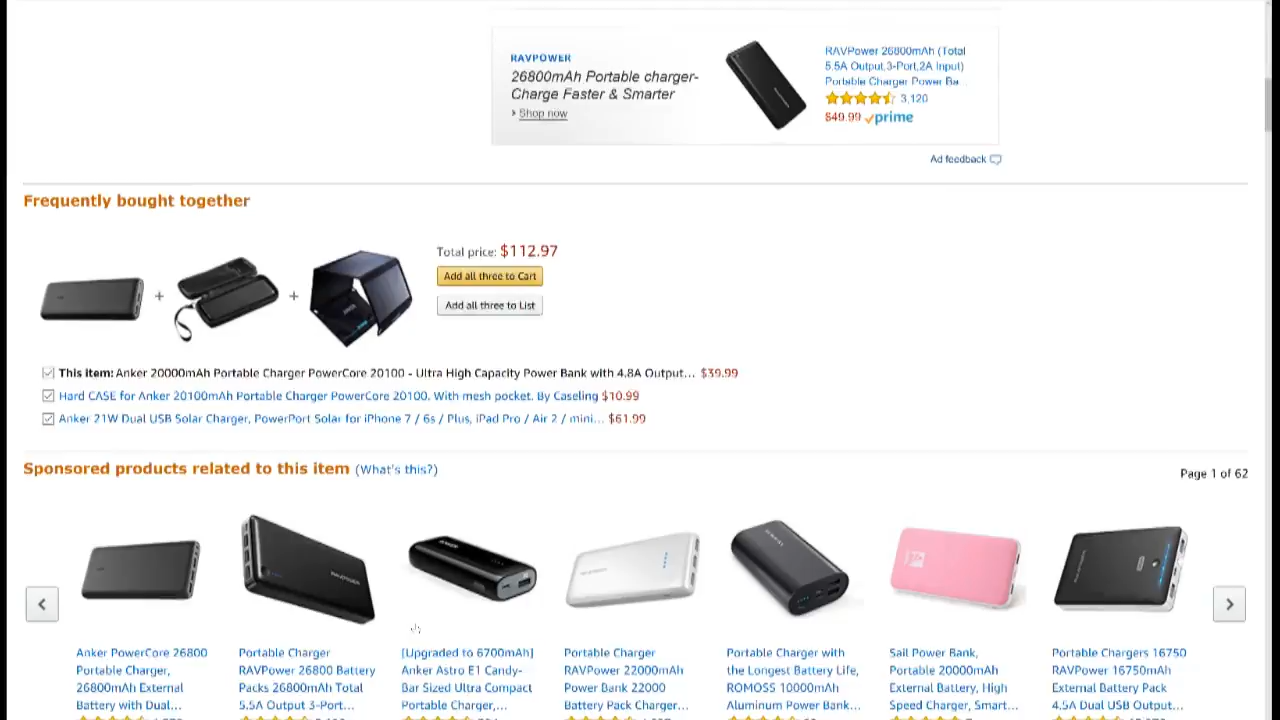 RAVPOWER
26800mAh Portable charger-
Charge Faster & Smarter
› Shop now
RAVPower 26800mAh (Total
5.5A Output,3-Port,2A Input)
Portable Charger Power Ba...
3,120
$49.99 prime
Ad feedback
Frequently bought together
Total price: $112.97
Add all three to Cart
Add all three to List
This item: Anker 20000mAh Portable Charger PowerCore 20100 - Ultra High Capacity Power Bank with 4.8A Output... $39.99
Hard CASE for Anker 20100mAh Portable Charger PowerCore 20100. With mesh pocket. By Caseling $10.99
Anker 21W Dual USB Solar Charger, PowerPort Solar for iPhone 7 / 6s / Plus, iPad Pro / Air 2 / mini... $61.99
Sponsored products related to this item (What's this?)
Page 1 of 62
Anker PowerCore 26800
Portable Charger,
26800mAh External
Battery with Dual...
Portable Charger
RAVPower 26800 Battery
Packs 26800mAh Total
5.5A Output 3-Port...
[Upgraded to 6700mAh]
Anker Astro E1 Candy-
Bar Sized Ultra Compact
Portable Charger,...
Portable Charger
RAVPower 22000mAh
Power Bank 22000
Battery Pack Charger...
Portable Charger with
the Longest Battery Life,
ROMOSS 10000mAh
Aluminum Power Bank...
Sail Power Bank,
Portable 20000mAh
External Battery, High
Speed Charger, Smart...
Portable Chargers 16750
RAVPower 16750mAh
External Battery Pack
4.5A Dual USB Output...